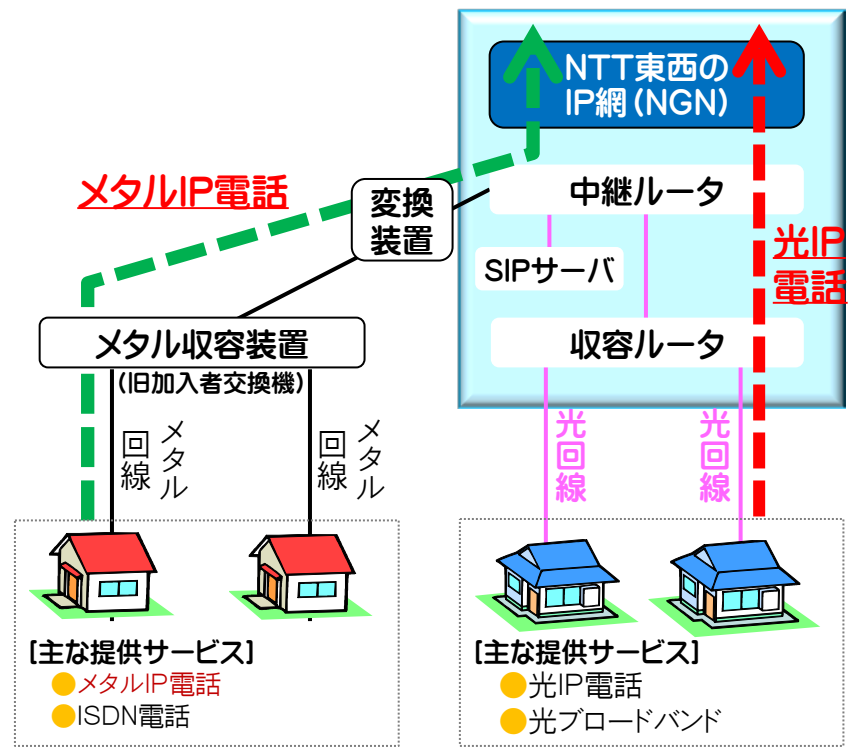 NTT東西の
IP網(NGN)
メタルIP電話
変換
装置
中継ルータ
光IP
電話
SIPサーバ
メタル収容装置
(旧加入者交換機)
収容ルータ
メタル
回線
メタル
回線
光回線
光回線
[主な提供サービス]
●メタルIP電話
●ISDN電話
[主な提供サービス]
●光IP電話
●光ブロードバンド